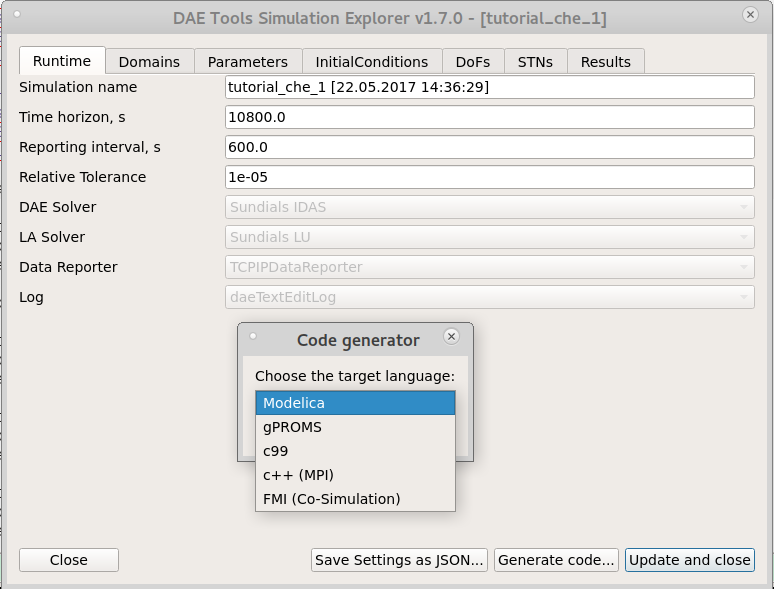 DAE Tools Simulation Explorer v1.7.0 - [tutorial_che_1]
Runtime Domains Parameters InitialConditions DoFs STNs Results
Simulation name tutorial_che_1 [22.05.2017 14:36:29]
Time horizon, s 10800.0
Reporting interval, s 600.0
Relative Tolerance 1e-05
DAE Solver Sundials IDAS
LA Solver Sundials LU
Data Reporter TCPIPDataReporter
Log daeTextEditLog
Code generator
Choose the target language:
Modelica
gPROMS
c99
c++ (MPI)
FMI (Co-Simulation)
Close Save Settings as JSON... Generate code... Update and close